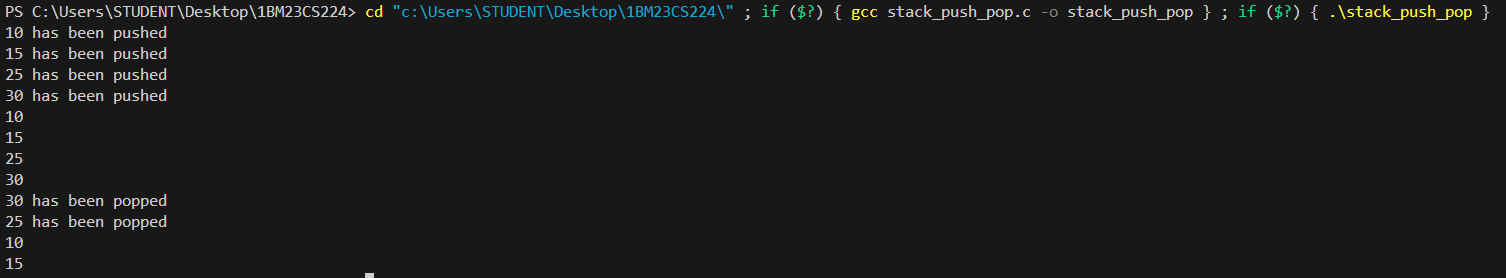 PS C:\Users\STUDENT\Desktop\1BM23CS224> cd "c:\Users\STUDENT\Desktop\1BM23CS224\" ; if ($?) { gcc stack_push_pop.c -o stack_push_pop } ; if ($?) { .\stack_push_pop }
10 has been pushed
15 has been pushed
25 has been pushed
30 has been pushed
10
15
25
30
30 has been popped
25 has been popped
10
15